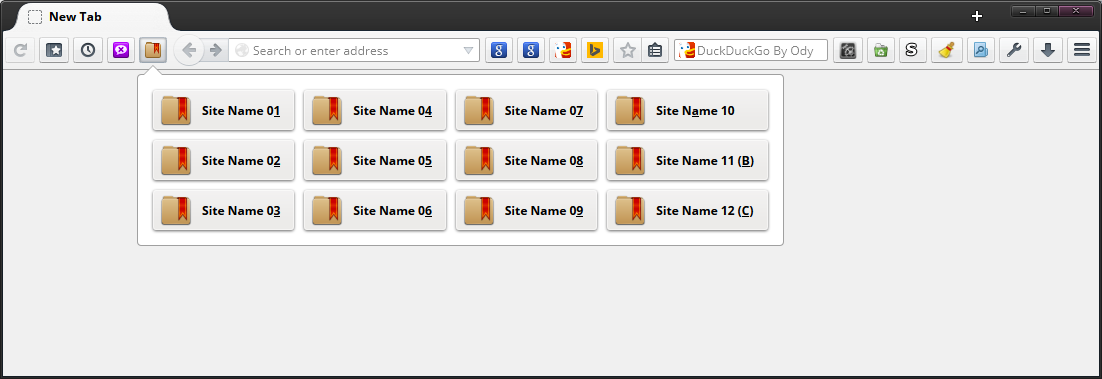 New Tab
Search or enter address
8
8
DuckDuckGo By Ody
S
Site Name 01
Site Name 04
Site Name 07
Site Name 10
Site Name 02
Site Name 05
Site Name 08
Site Name 11 (B)
Site Name 03
Site Name 06
Site Name 09
Site Name 12 (C)